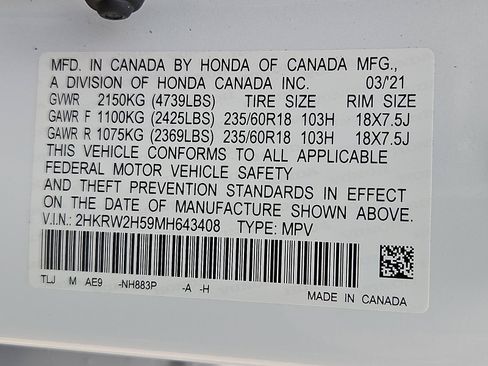 MFD. IN CANADA BY HONDA OF CANADA MFG.,
A DIVISION OF HONDA CANADA INC. 03/'21
GVWR 2150KG (4739LBS) TIRE SIZE RIM SIZE
GAWR F 1100KG (2425LBS) 235/60R18 103H 18X7.5J
GAWR R 1075KG (2369LBS) 235/60R18 103H 18X7.5J
THIS VEHICLE CONFORMS TO ALL APPLICABLE
FEDERAL MOTOR VEHICLE SAFETY
AND THEFT PREVENTION STANDARDS IN EFFECT
ON THE DATE OF MANUFACTURE SHOWN ABOVE.
V.I.N.: 2HKRW2H59MH643408 TYPE: MPV
TLJ M AE9 -NH883P -A -H
MADE IN CANADA